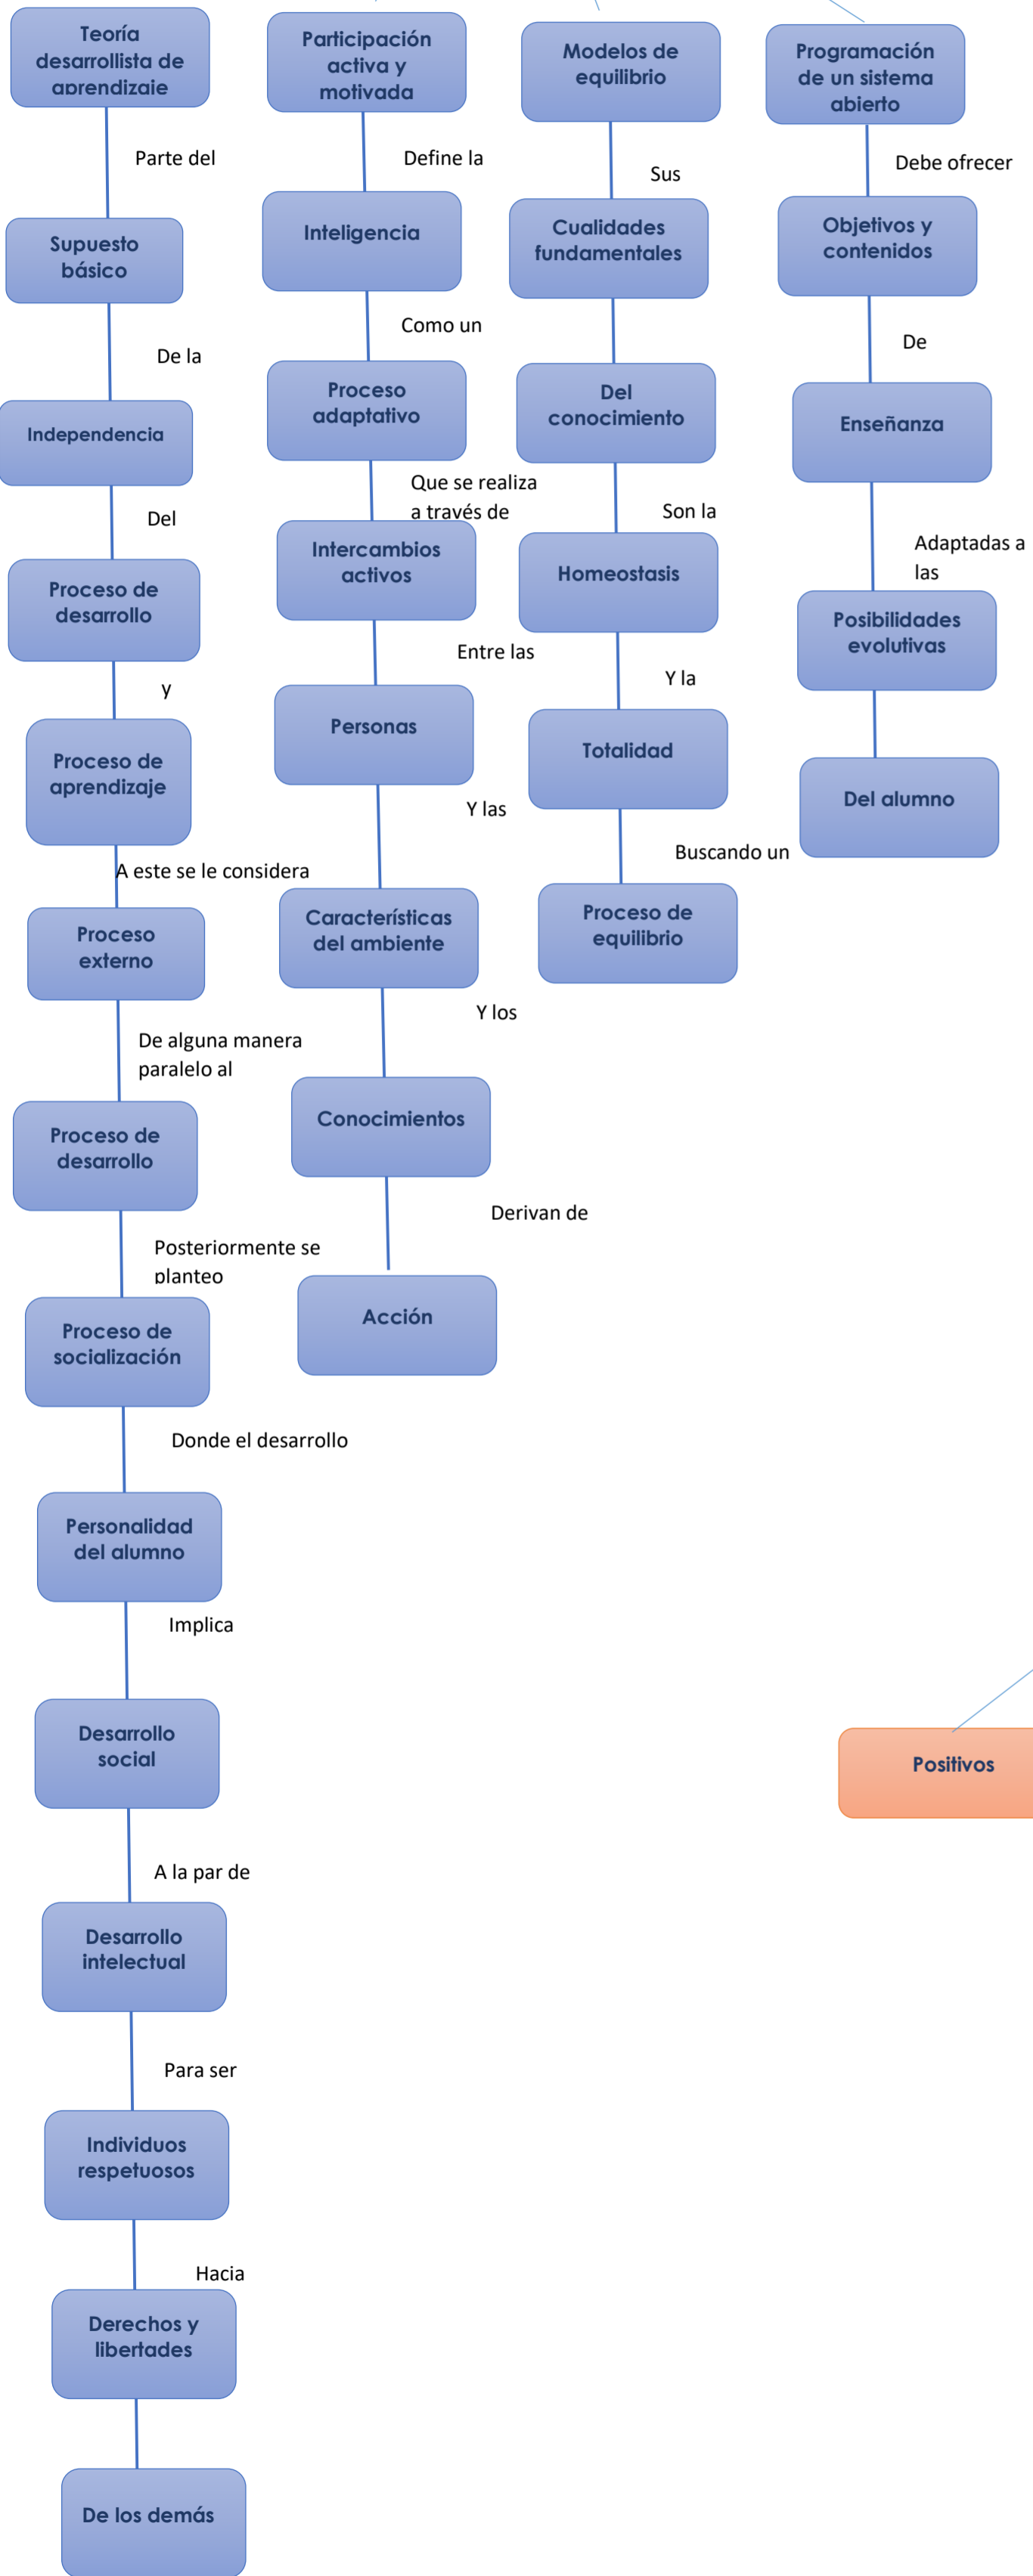 Teoría
desarrollista de
aprendizaje
Parte del
Supuesto
básico
De la
Independencia
Del
Proceso de
desarrollo
y
Proceso de
aprendizaje
A este se le considera
Proceso
externo
De alguna manera
paralelo al
Proceso de
desarrollo
Posteriormente se
planteo
Proceso de
socialización
Donde el desarrollo
Personalidad
del alumno
Implica
Desarrollo
social
A la par de
Desarrollo
intelectual
Para ser
Individuos
respetuosos
Hacia
Derechos y
libertades
De los demás
Participación
activa y
motivada
Define la
Inteligencia
Como un
Proceso
adaptativo
Que se realiza
a través de
Intercambios
activos
Entre las
Personas
Y las
Características
del ambiente
Y los
Conocimientos
Derivan de
Acción
Modelos de
equilibrio
Sus
Cualidades
fundamentales
Del
conocimiento
Son la
Homeostasis
Y la
Totalidad
Buscando un
Proceso de
equilibrio
Programación
de un sistema
abierto
Debe ofrecer
Objetivos y
contenidos
De
Enseñanza
Adaptadas a
las
Posibilidades
evolutivas
Del alumno
Positivos